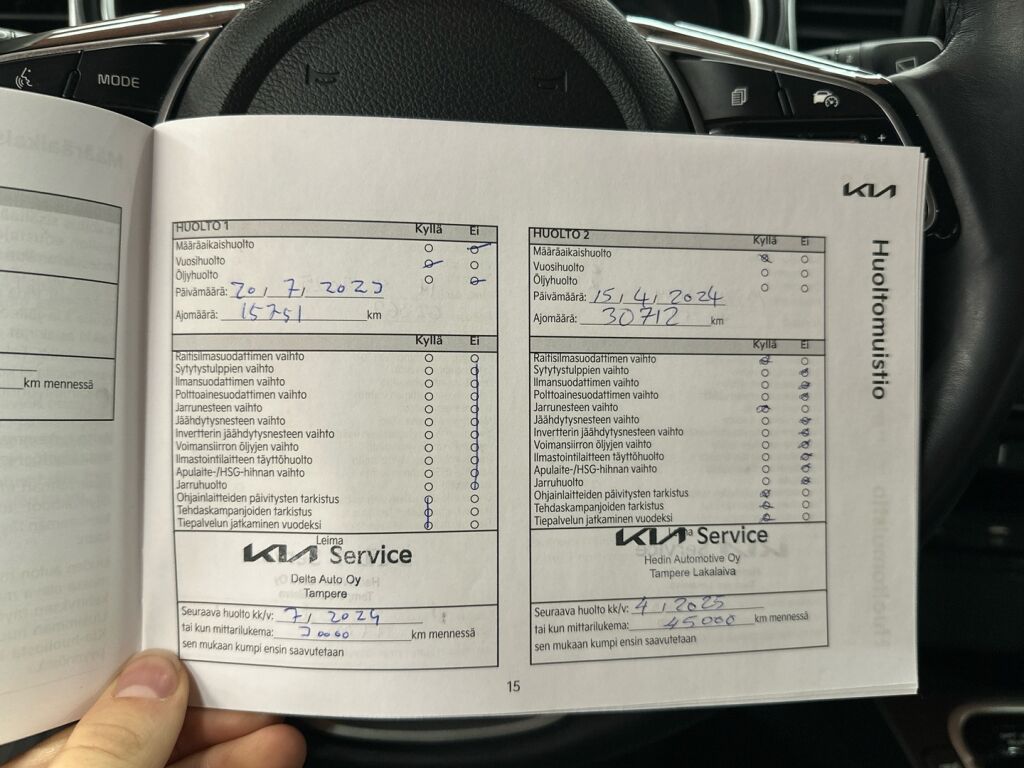 MODE
km mennessä
KIA
Huoltomuistio
HUOLTO 1 Kyllä Ei
Määräaikaishuolto
Vuosihuolto
Öljyhuolto
Päivämäärä: 20, 7, 2023
Ajomäärä: 15751 km
Kyllä Ei
Raitisilmasuodattimen vaihto
Sytytystulppien vaihto
Ilmansuodattimen vaihto
Polttoainesuodattimen vaihto
Jarrunesteen vaihto
Jäähdytysnesteen vaihto
Invertterin jäähdytysnesteen vaihto
Voimansiirron öljyjen vaihto
Ilmastointilaitteen täyttöhuolto
Apulaite-/HSG-hihnan vaihto
Jarruhuolto
Ohjainlaitteiden päivitysten tarkistus
Tehdaskampanjoiden tarkistus
Tiepalvelun jatkaminen vuodeksi
Leima
KIA Service
Delta Auto Oy
Tampere
Seuraava huolto kk/v: 7, 2024
tai kun mittarilukema: 30000 km mennessä
sen mukaan kumpi ensin saavutetaan
HUOLTO 2 Kyllä Ei
Määräaikaishuolto
Vuosihuolto
Öljyhuolto
Päivämäärä: 15, 4, 2024
Ajomäärä: 30712 km
Kyllä Ei
Raitisilmasuodattimen vaihto
Sytytystulppien vaihto
Ilmansuodattimen vaihto
Polttoainesuodattimen vaihto
Jarrunesteen vaihto
Jäähdytysnesteen vaihto
Invertterin jäähdytysnesteen vaihto
Voimansiirron öljyjen vaihto
Ilmastointilaitteen täyttöhuolto
Apulaite-/HSG-hihnan vaihto
Jarruhuolto
Ohjainlaitteiden päivitysten tarkistus
Tehdaskampanjoiden tarkistus
Tiepalvelun jatkaminen vuodeksi
KIA Service
Hedin Automotive Oy
Tampere Lakalaiva
Seuraava huolto kk/v: 4, 2025
tai kun mittarilukema: 45000 km mennessä
sen mukaan kumpi ensin saavutetaan
15